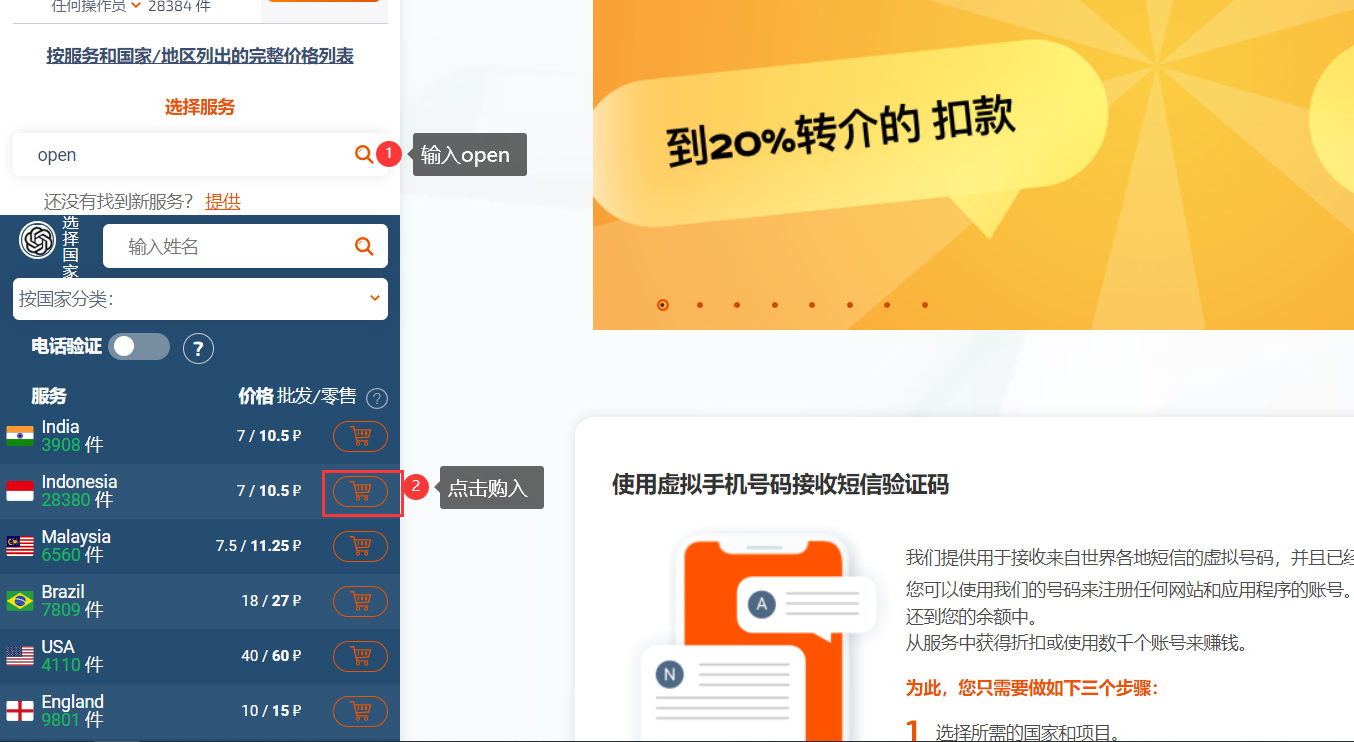 任何操作员 28384 件
按服务和国家/地区列出的完整价格列表
选择服务
open
1
输入open
还没有找到新服务？ 提供
选择国家
输入姓名
按国家分类：
电话验证 ?
服务 价格 批发/零售 ?
India
3908 件
7 / 10.5 ₽
Indonesia
28380 件
7 / 10.5 ₽
2
点击购入
Malaysia
6560 件
7.5 / 11.25 ₽
Brazil
7809 件
18 / 27 ₽
USA
4110 件
40 / 60 ₽
England
9801 件
10 / 15 ₽
到20%转介的 扣款
使用虚拟手机号码接收短信验证码
A
N
我们提供用于接收来自世界各地短信的虚拟号码，并且已经
您可以使用我们的号码来注册任何网站和应用程序的账号。
还到您的余额中。
从服务中获得折扣或使用数千个账号来赚钱。
为此，您只需要做如下三个步骤：
1 选择所需的国家和项目。